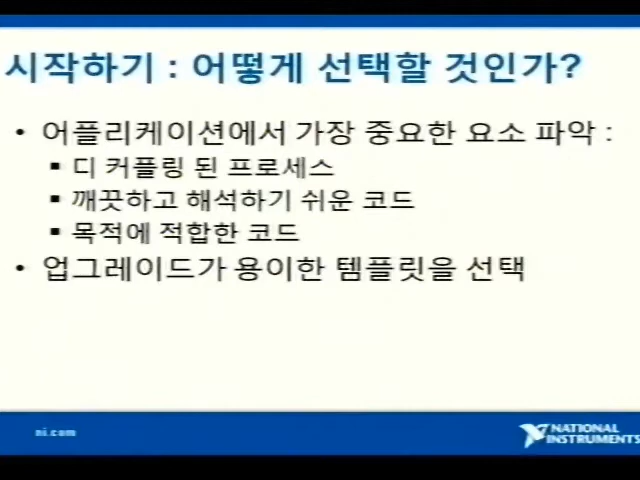 시작하기 : 어떻게 선택할 것인가?
• 어플리케이션에서 가장 중요한 요소 파악 :
▪ 디 커플링 된 프로세스
▪ 깨끗하고 해석하기 쉬운 코드
▪ 목적에 적합한 코드
• 업그레이드가 용이한 템플릿을 선택
ni.com
NATIONAL
INSTRUMENTS